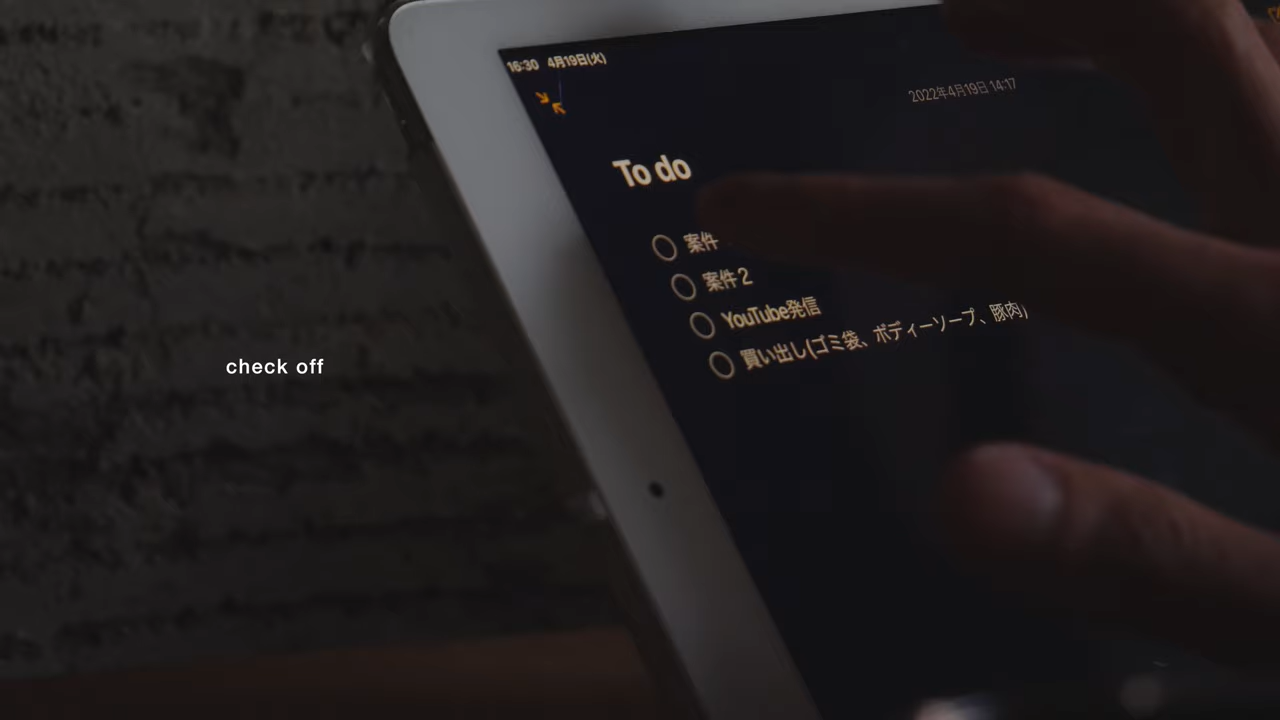 16:30 4月19日(火)
2022年4月19日 14:17
To do
案件
案件2
YouTube発信
買い出し(ゴミ袋、ボディーソープ、豚肉)
check off